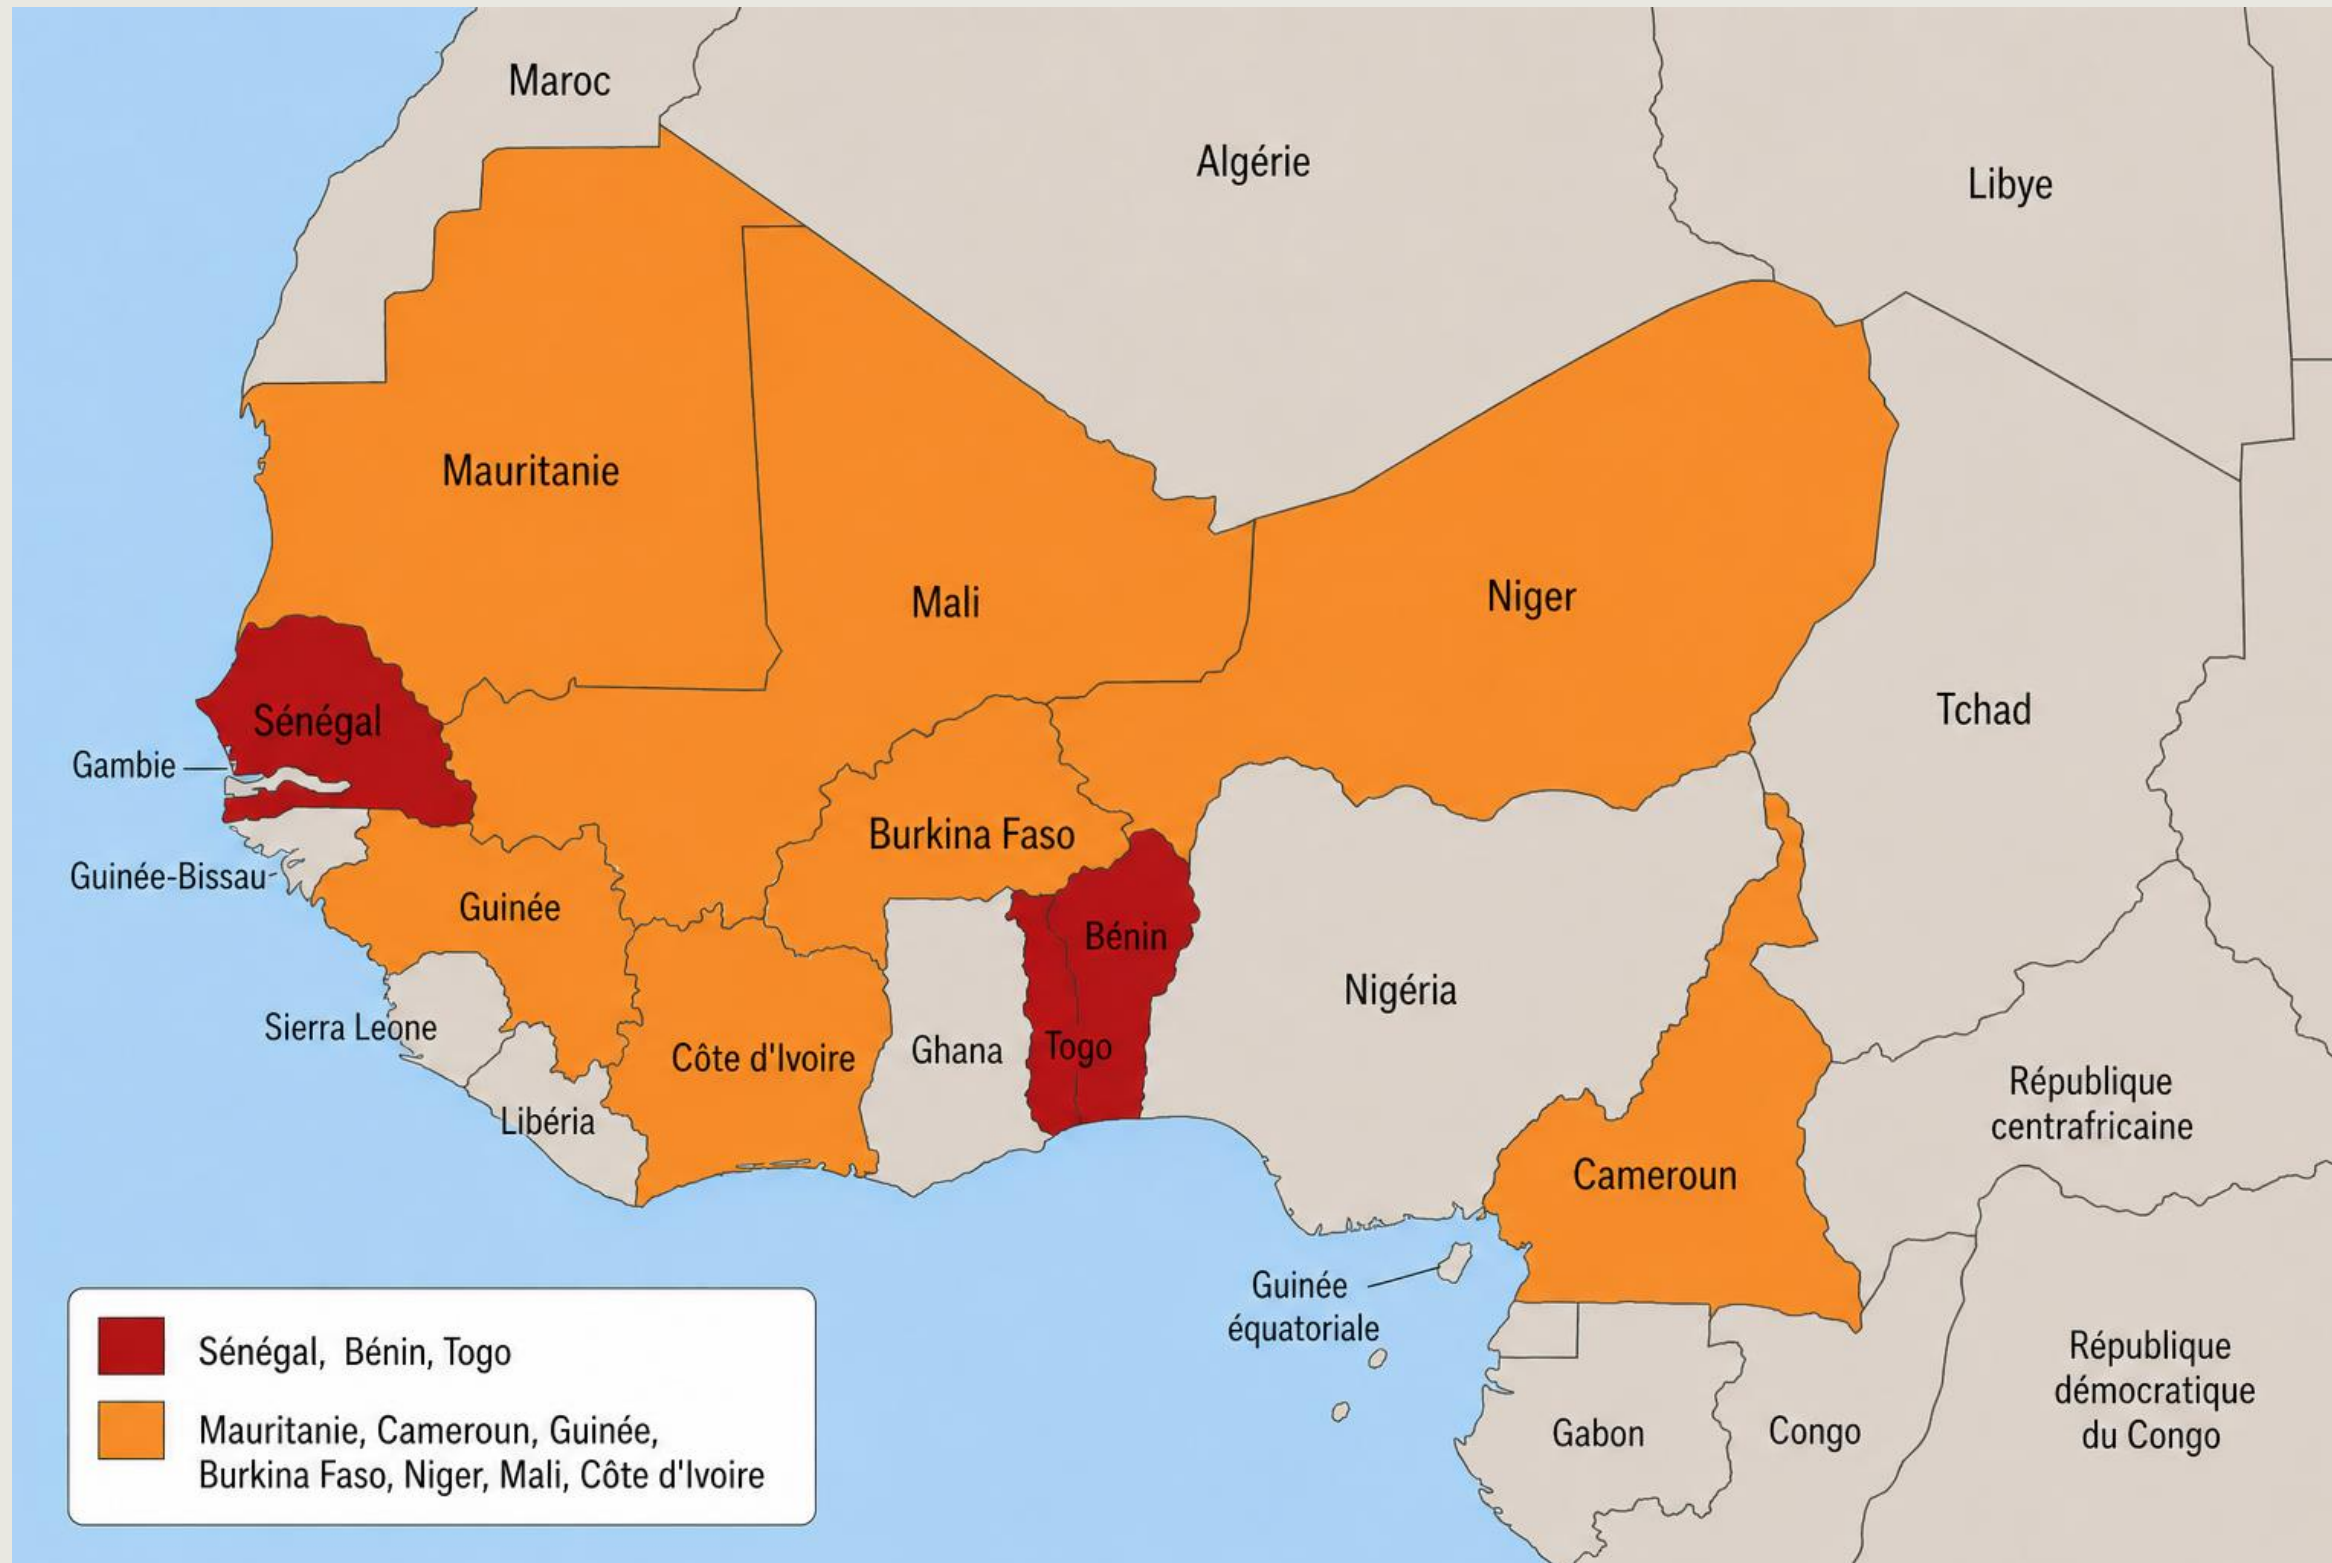 Maroc
Algérie
Libye
Mauritanie
Mali
Niger
Tchad
Sénégal
Gambie
Burkina Faso
Guinée-Bissau
Guinée
Bénin
Nigéria
Sierra Leone
Côte d'Ivoire
Ghana
Togo
Libéria
République
centrafricaine
Cameroun
Guinée
équatoriale
République
démocratique
du Congo
Gabon
Congo
Sénégal, Bénin, Togo
Mauritanie, Cameroun, Guinée,
Burkina Faso, Niger, Mali, Côte d'Ivoire